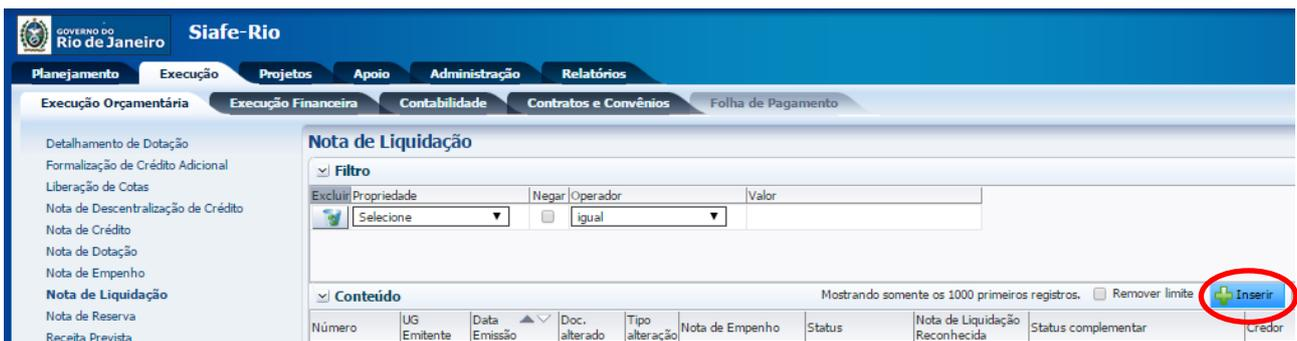 GOVERNO DO
Rio de Janeiro
Siafe-Rio
Planejamento Execução Projetos Apoio Administração Relatórios
Execução Orçamentária Execução Financeira Contabilidade Contratos e Convênios Folha de Pagamento
Detalhamento de Dotação
Formalização de Crédito Adicional
Liberação de Cotas
Nota de Descentralização de Crédito
Nota de Crédito
Nota de Dotação
Nota de Empenho
Nota de Liquidação
Nota de Reserva
Receita Prevista
Nota de Liquidação
Filtro
Excluir Propriedade Negar Operador Valor
Selecione igual
Conteúdo Mostrando somente os 1000 primeiros registros. Remover limite Inserir
Número UG Emitente Data Emissão Doc. alterado Tipo alteração Nota de Empenho Status Nota de Liquidação Reconhecida Status complementar Credor